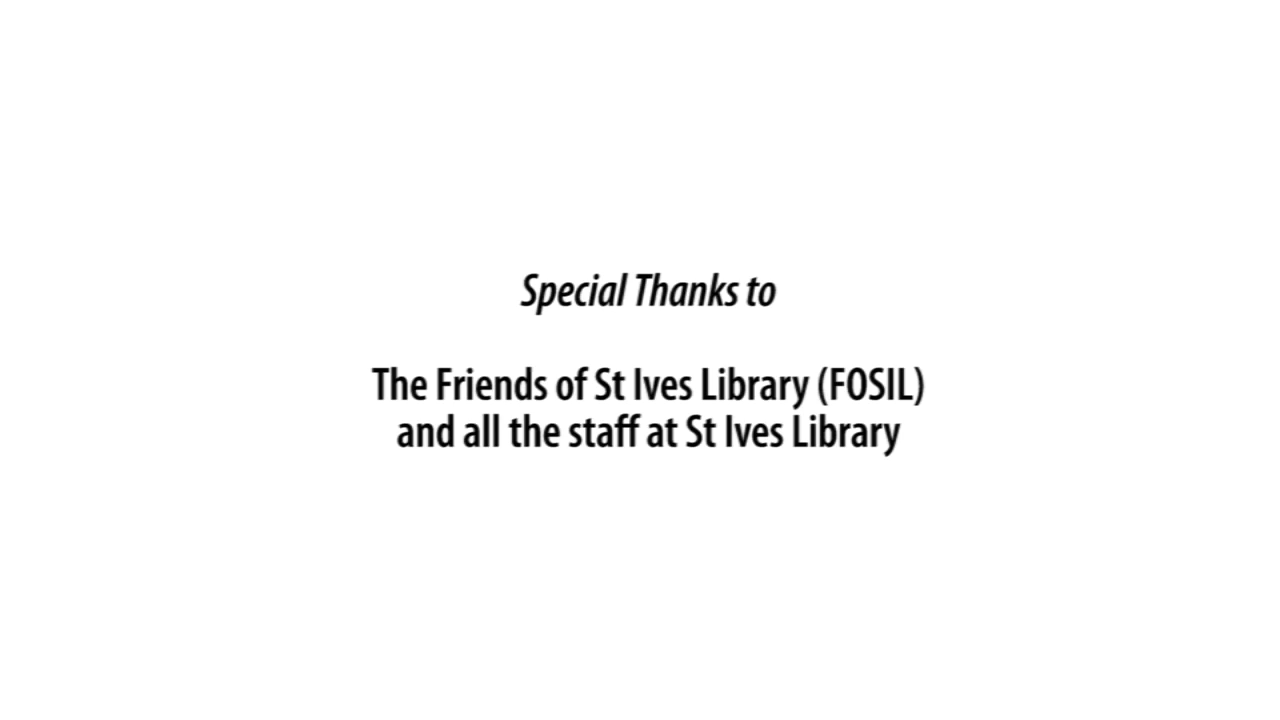 Special Thanks to
The Friends of St Ives Library (FOSIL)
and all the staff at St Ives Library